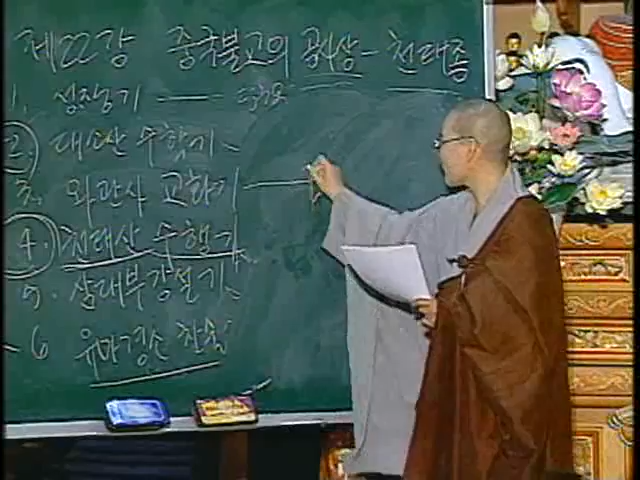 제22강 중국불교의 공사상 - 천태종
1. 성장기
2. 대소산 수학기
3. 와관사 교화기
4. 천태산 수행기
5. 삼대부 강설기
6 유마경소 찬술